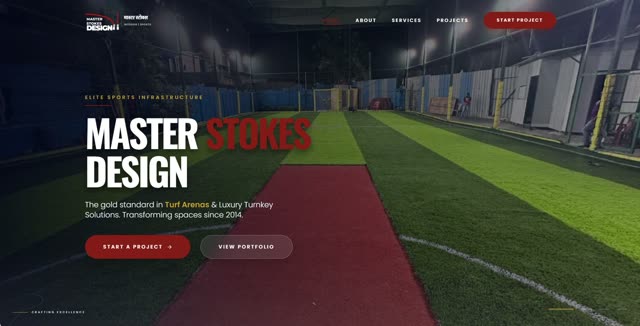 MASTER
STOKES
DESIGN
मास्टर स्टोक्स
ABOUT
SERVICES
PROJECTS
START PROJECT
ELITE SPORTS INFRASTRUCTURE
MASTER STOKES
DESIGN
The gold standard in Turf Arenas & Luxury Turnkey
Solutions. Transforming spaces since 2014.
START A PROJECT →
VIEW PORTFOLIO
CRAFTING EXCELLENCE